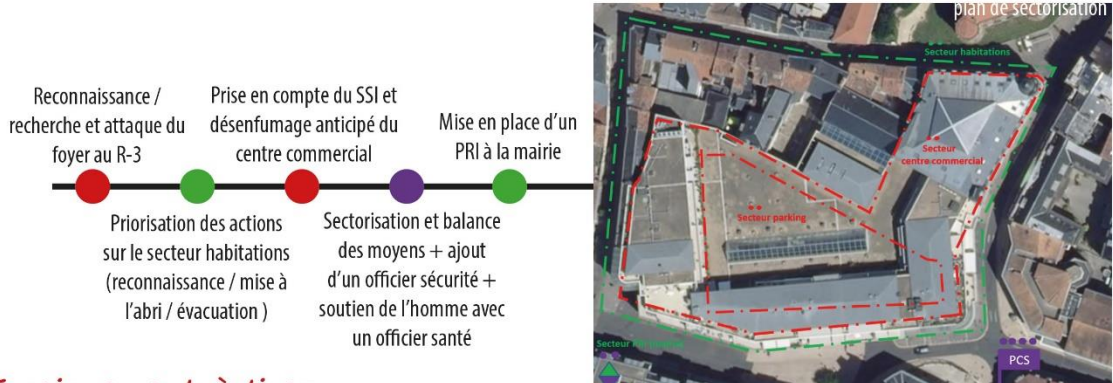 plan de sectorisation
Reconnaissance /
recherche et attaque du
foyer au R-3
Prise en compte du SSI et
désenfumage anticipé du
centre commercial
Mise en place d'un
PRI à la mairie
Priorisation des actions
sur le secteur habitations
(reconnaissance / mise à
l'abri / évacuation )
Sectorisation et balance
des moyens + ajout
d'un officier sécurité +
soutien de l'homme avec
un officier santé
Secteur habitations
Secteur
centre commercial
Secteur parking
Secteur
PCS